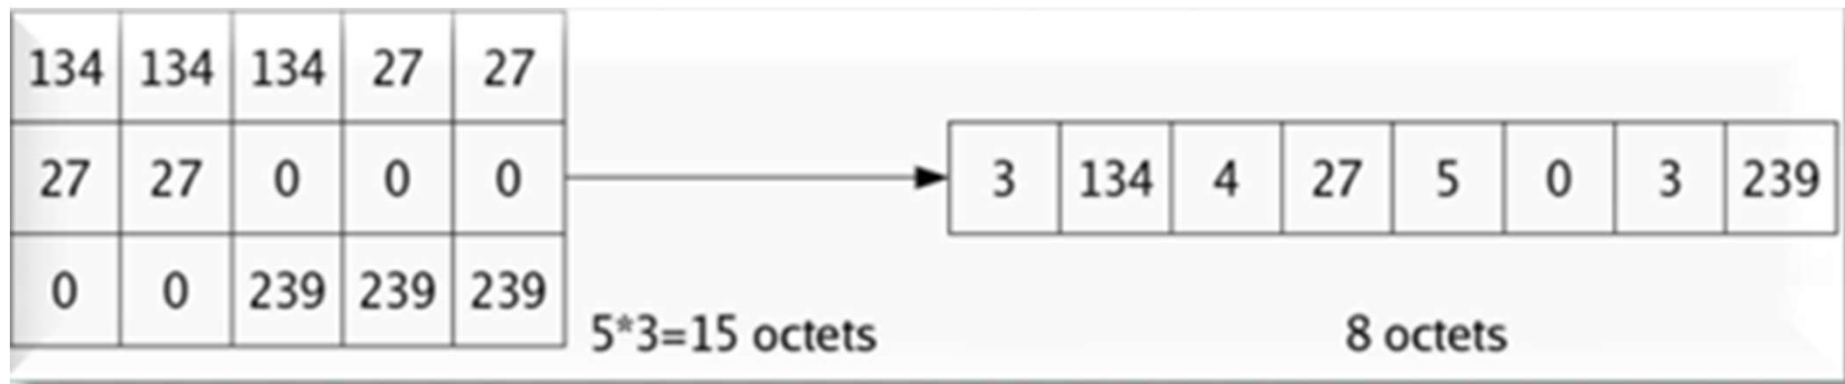 134 134 134 27 27
27 27 0 0 0
0 0 239 239 239
3 134 4 27 5 0 3 239
5*3=15 octets
8 octets